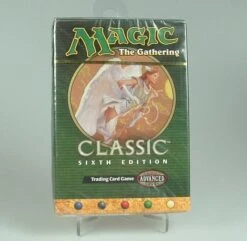 MAGIC
The Gathering
CLASSIC
SIXTH EDITION
Trading Card Game
ADVANCED